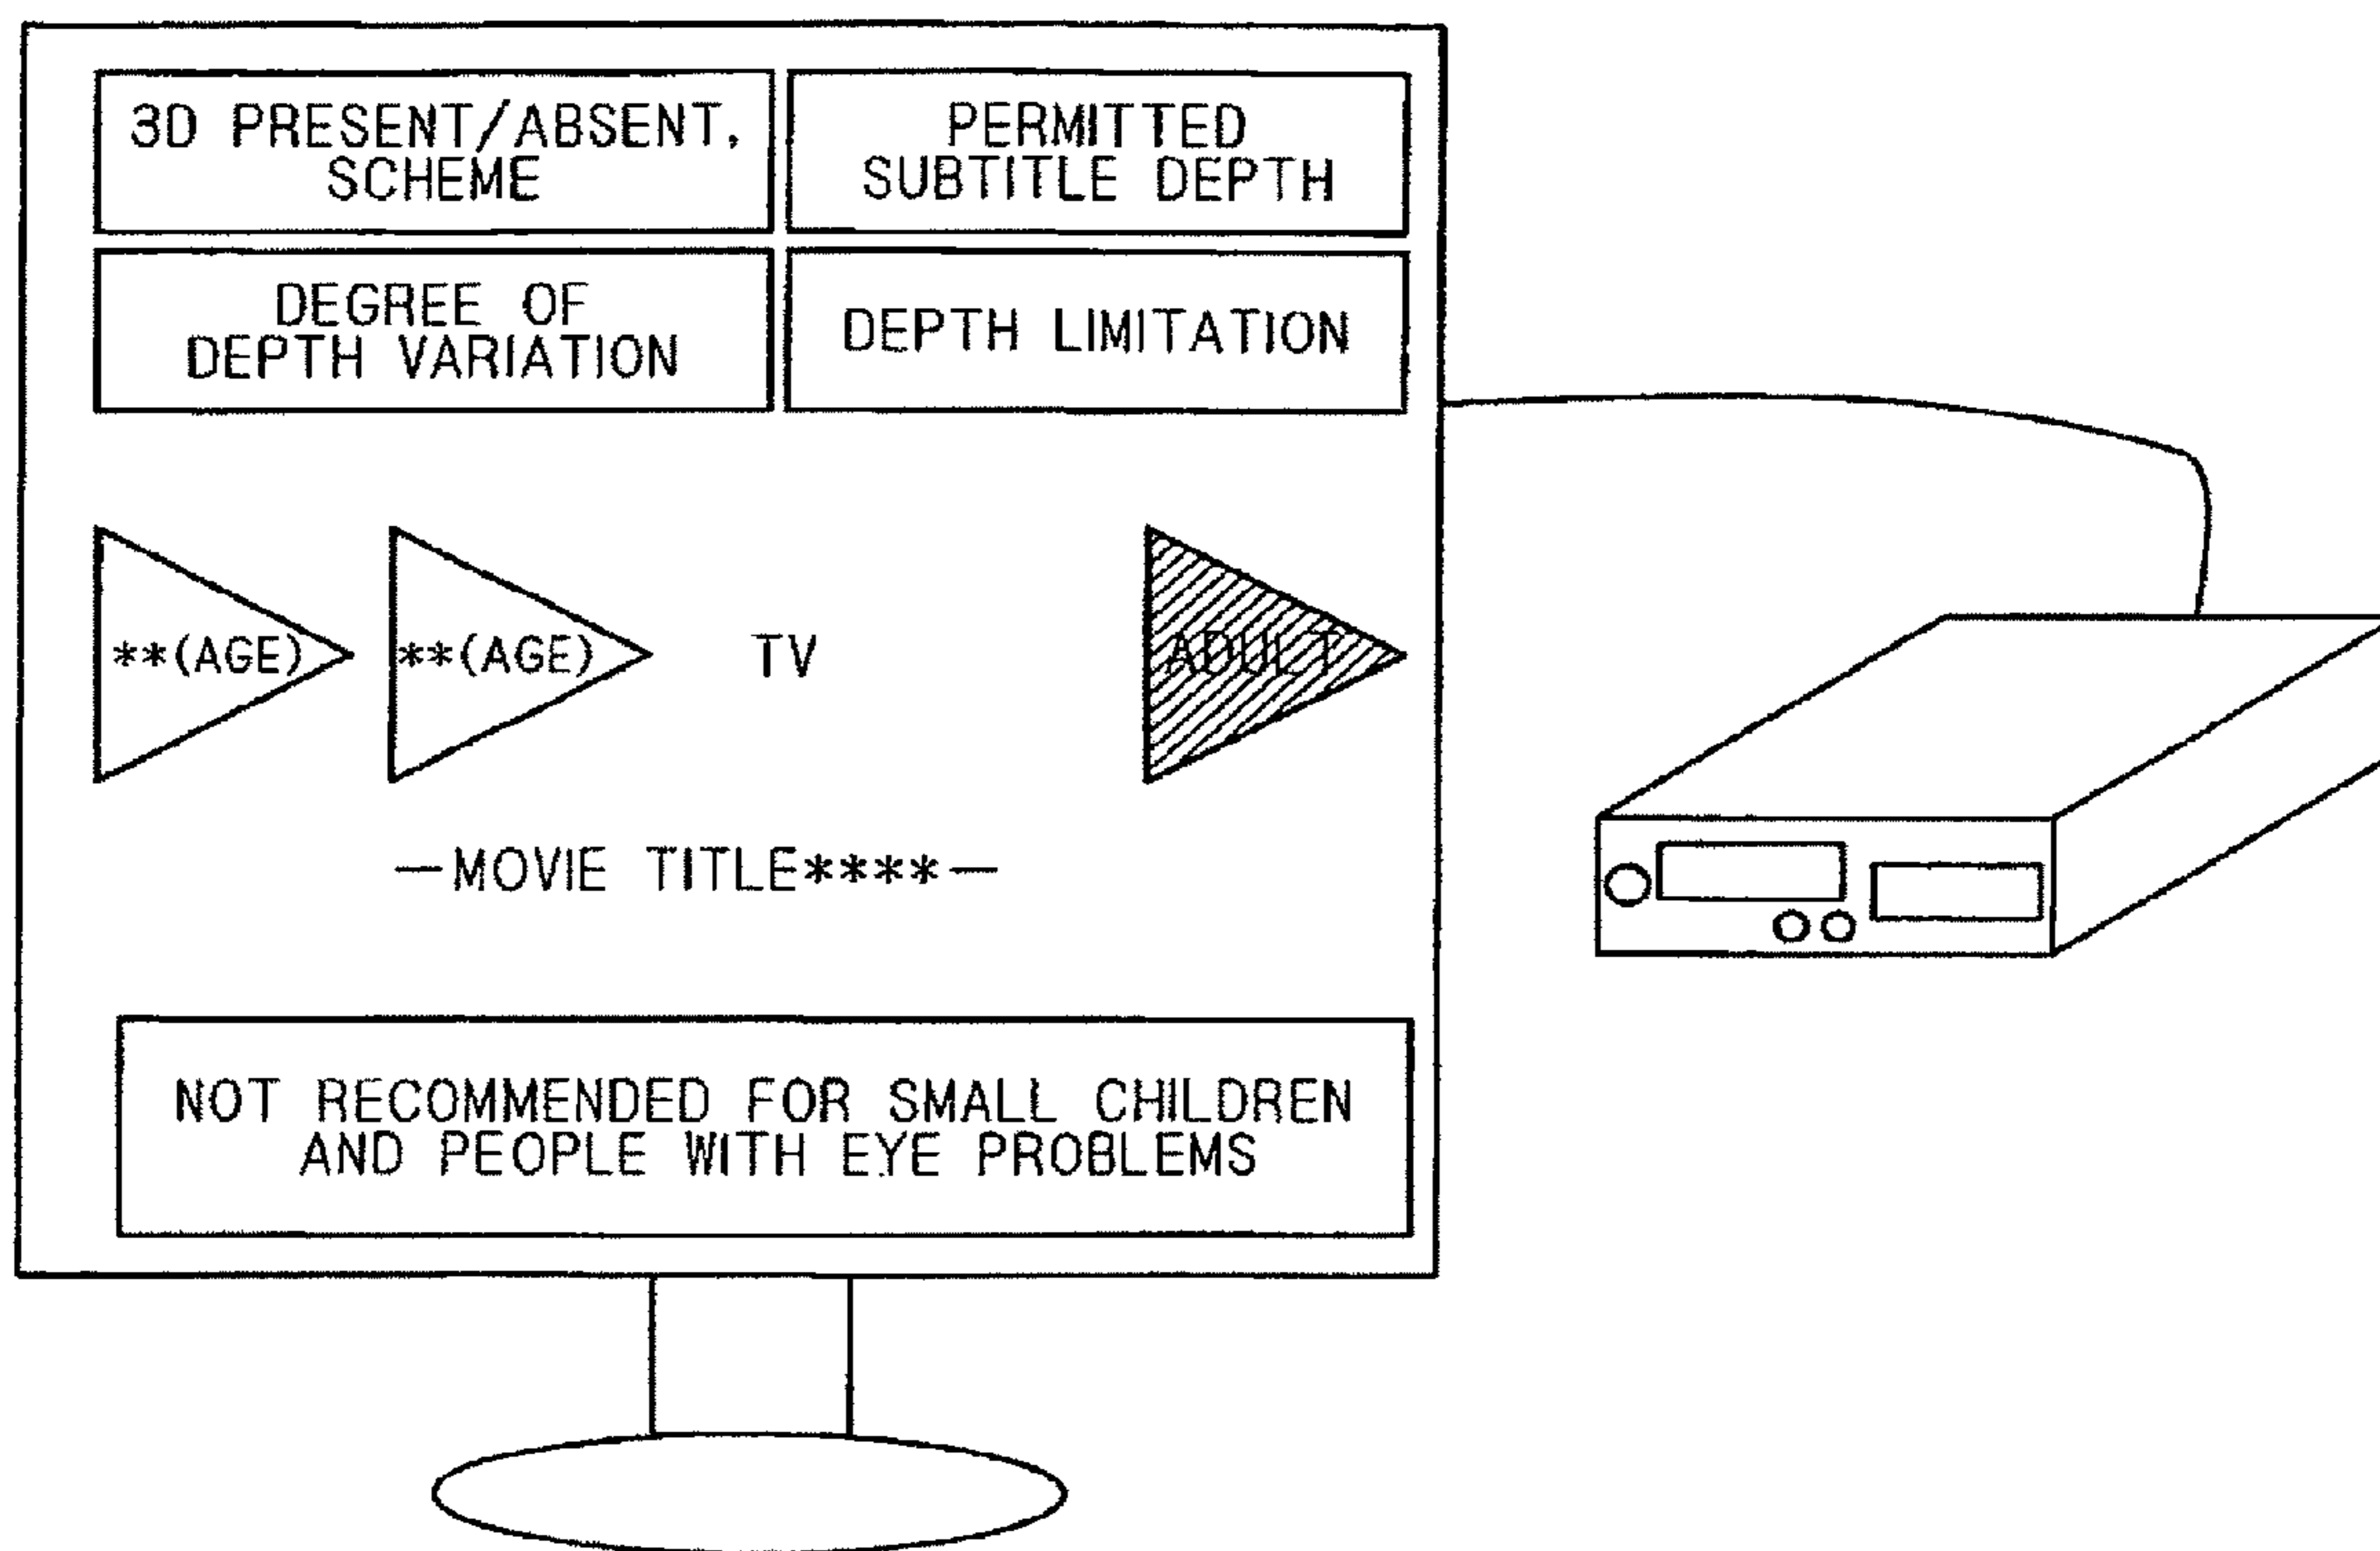 3D PRESENT/ABSENT,
SCHEME
PERMITTED
SUBTITLE DEPTH
DEGREE OF
DEPTH VARIATION
DEPTH LIMITATION
**(AGE)
**(AGE)
TV
ADULT
—MOVIE TITLE****—
NOT RECOMMENDED FOR SMALL CHILDREN
AND PEOPLE WITH EYE PROBLEMS